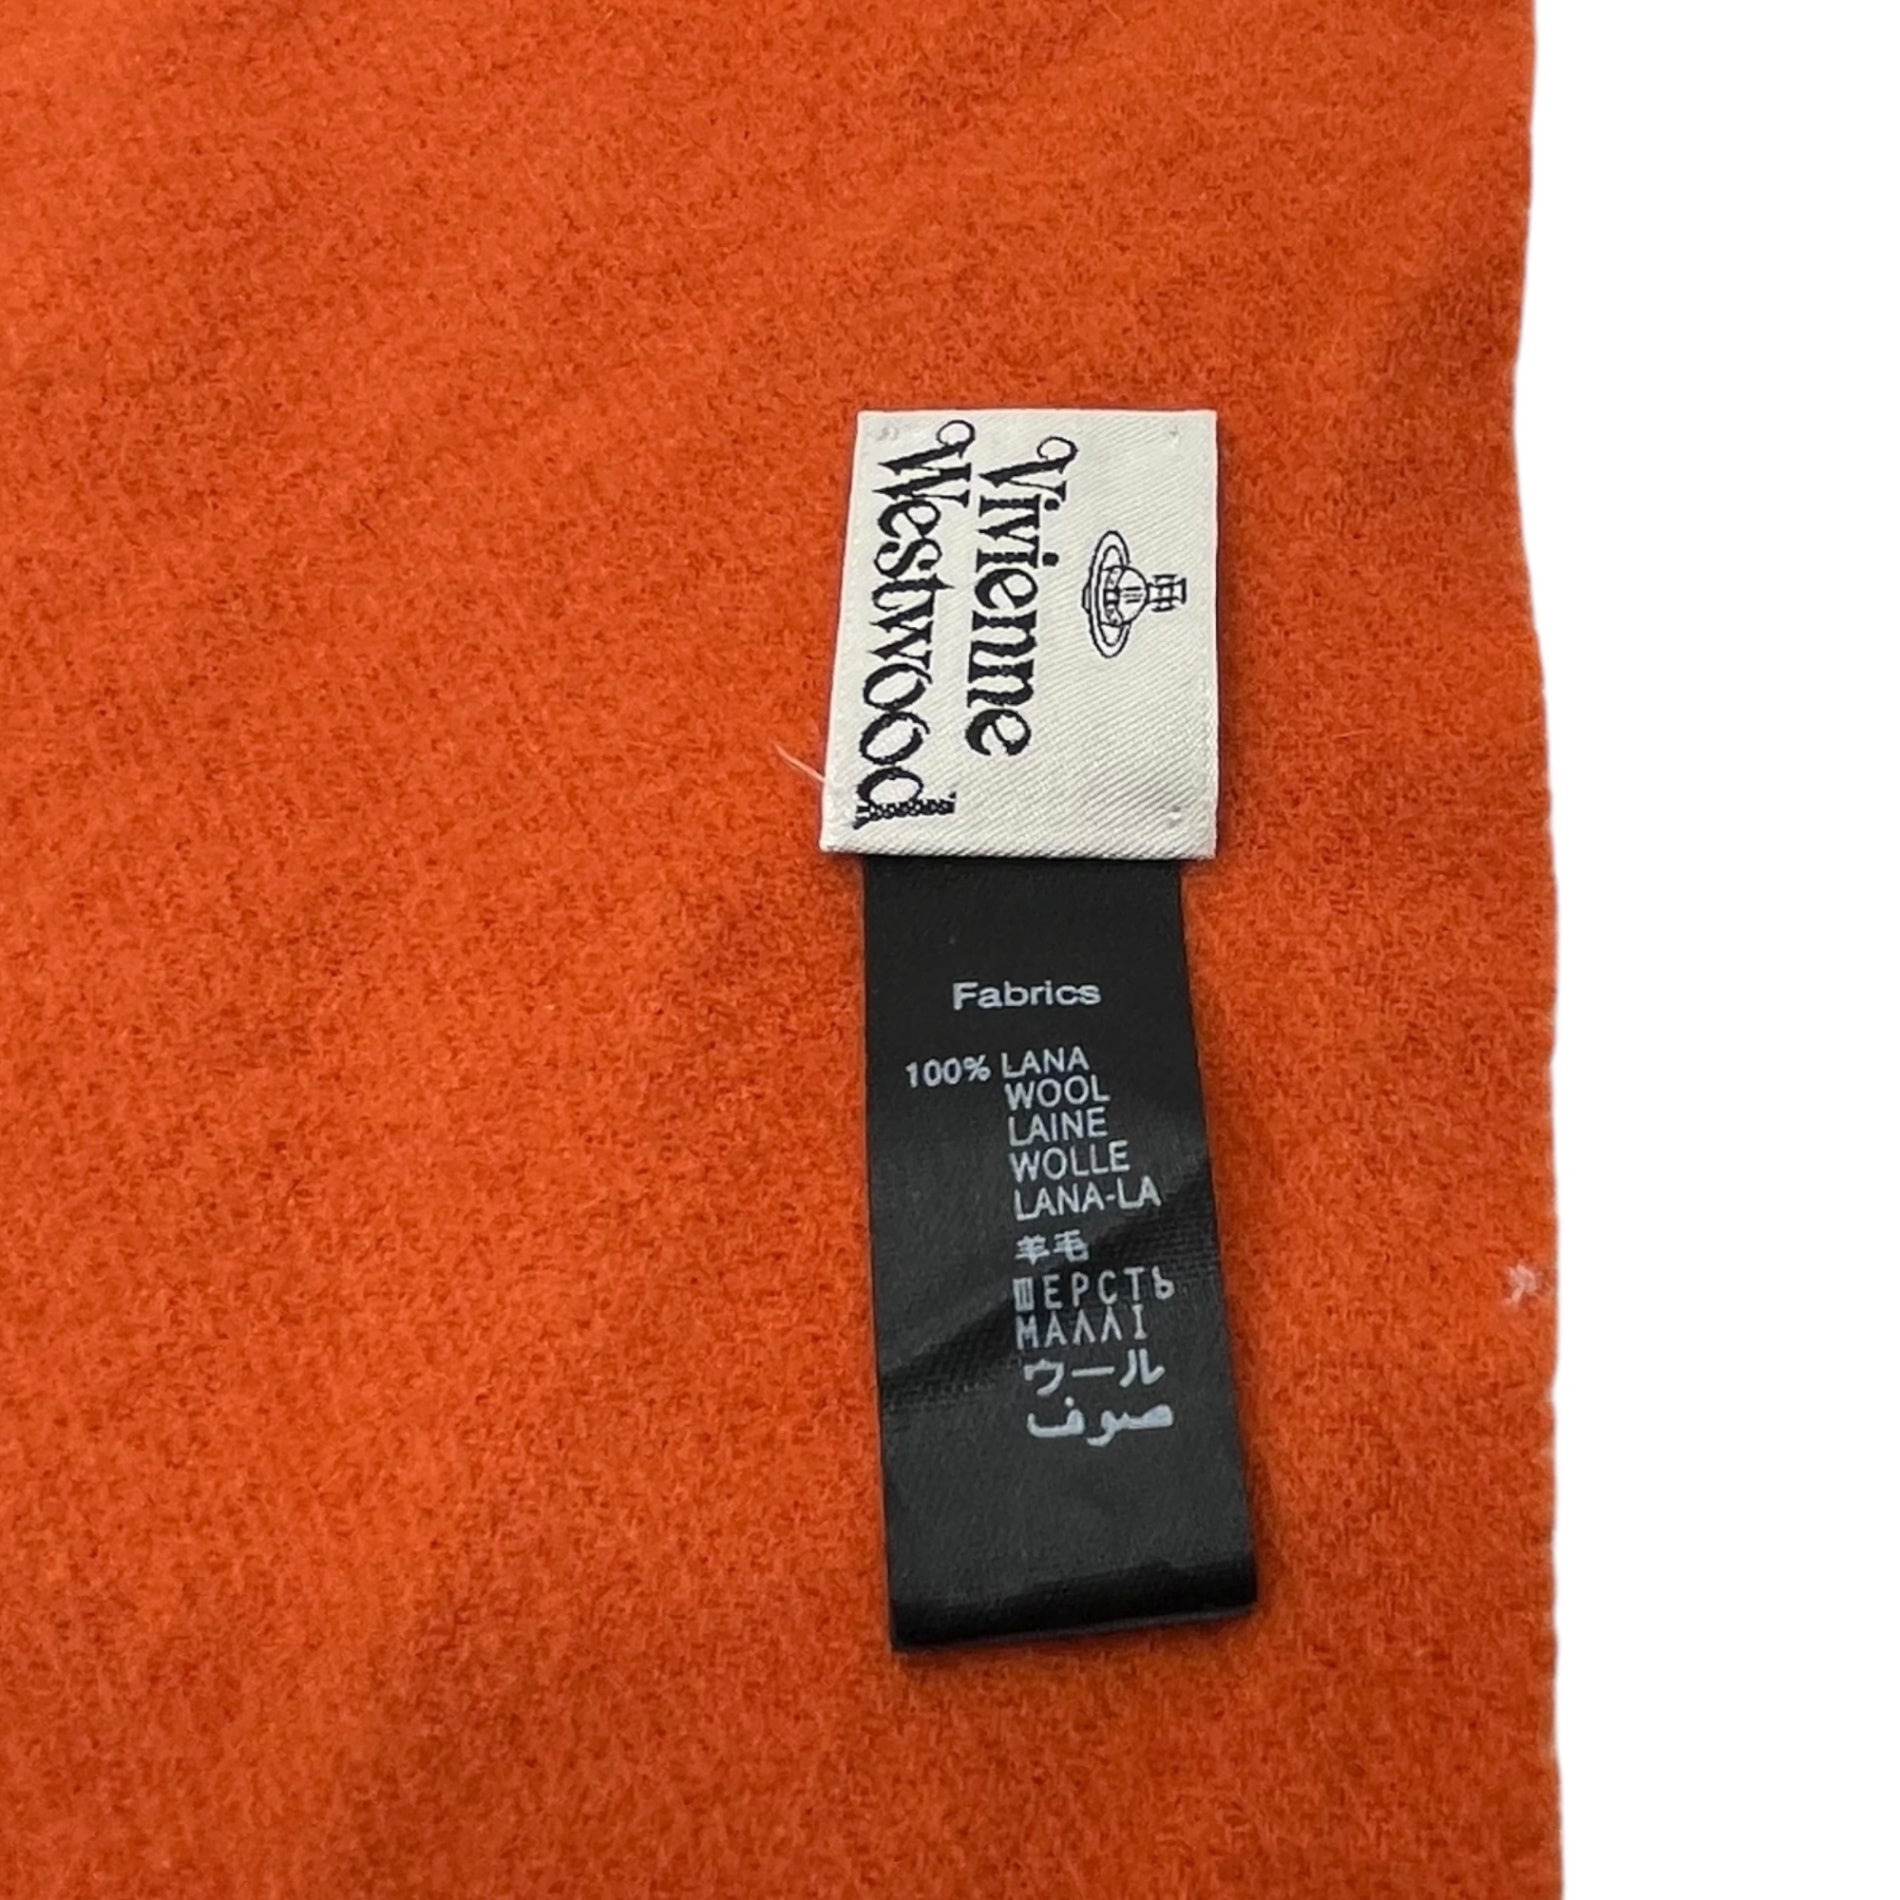 Vivienne
Westwood
Fabrics
100% LANA
WOOL
LAINE
WOLLE
LANA-LA
羊毛
ШЕРСТЬ
ΜΑΛΛΙ
ウール
صوف